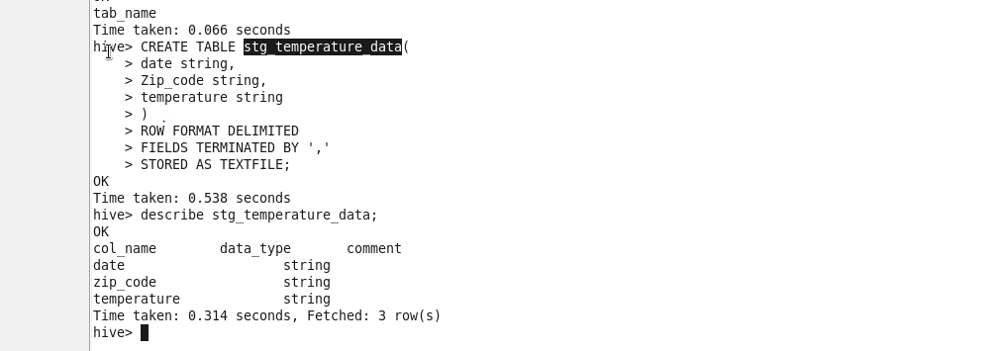 OK
tab_name
Time taken: 0.066 seconds
hive> CREATE TABLE stg_temperature_data(
    > date string,
    > Zip_code string,
    > temperature string
    > )
    > ROW FORMAT DELIMITED
    > FIELDS TERMINATED BY ','
    > STORED AS TEXTFILE;
OK
Time taken: 0.538 seconds
hive> describe stg_temperature_data;
OK
col_name        data_type       comment
date                    string
zip_code                string
temperature             string
Time taken: 0.314 seconds, Fetched: 3 row(s)
hive>